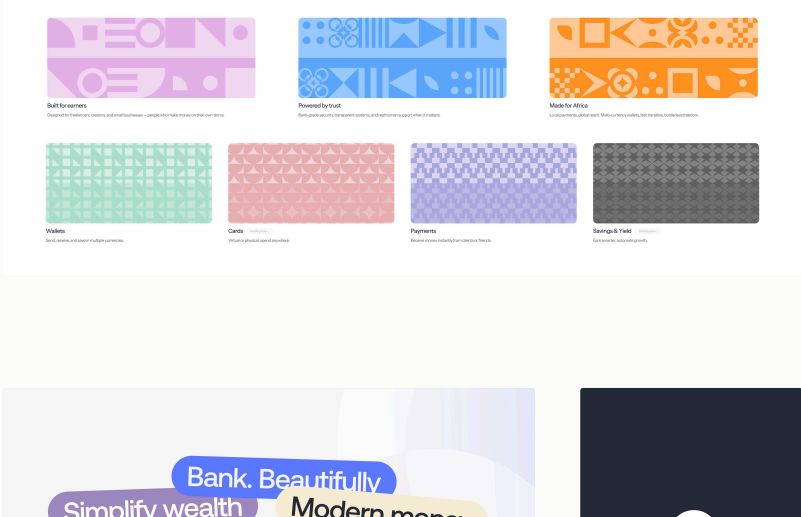 Built for earners
Designed for freelancers, creators, and small businesses — people who make money on their own terms.
Powered by trust
Bank-grade security, transparent systems, and real human support when it matters.
Made for Africa
Local payments, global reach. Multi-currency wallets, fast transfers, borderless freedom.
Wallets
Send, receive, and save in multiple currencies.
Cards
Virtual or physical: spend anywhere.
Payments
Receive money instantly from clients or friends.
Savings & Yield
Earn smarter, automate growth.
Bank. Beautifully
Simplify wealth
Modern